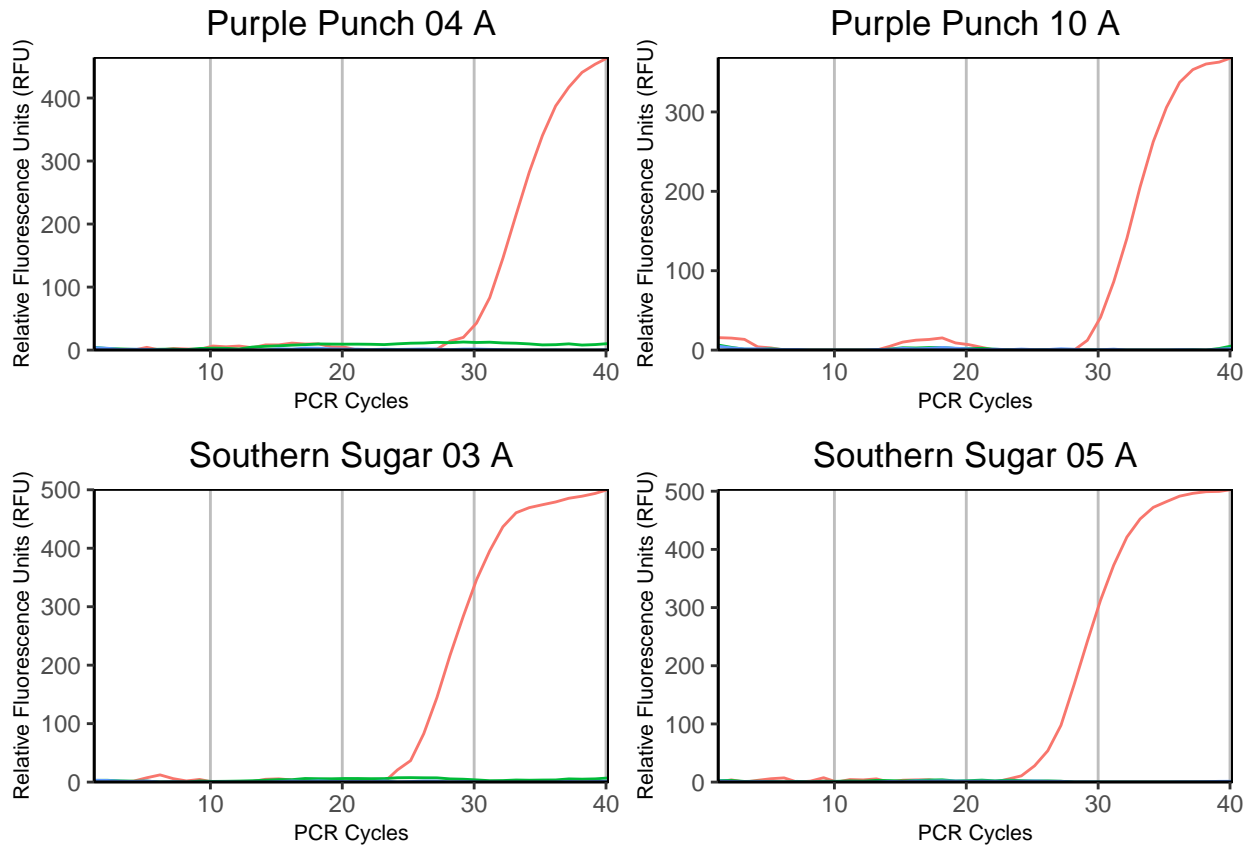 Purple Punch 04 A
Relative Fluorescence Units (RFU)
400
300
200
100
0
10 20 30 40
PCR Cycles
Purple Punch 10 A
Relative Fluorescence Units (RFU)
300
200
100
0
10 20 30 40
PCR Cycles
Southern Sugar 03 A
Relative Fluorescence Units (RFU)
500
400
300
200
100
0
10 20 30 40
PCR Cycles
Southern Sugar 05 A
Relative Fluorescence Units (RFU)
500
400
300
200
100
0
10 20 30 40
PCR Cycles